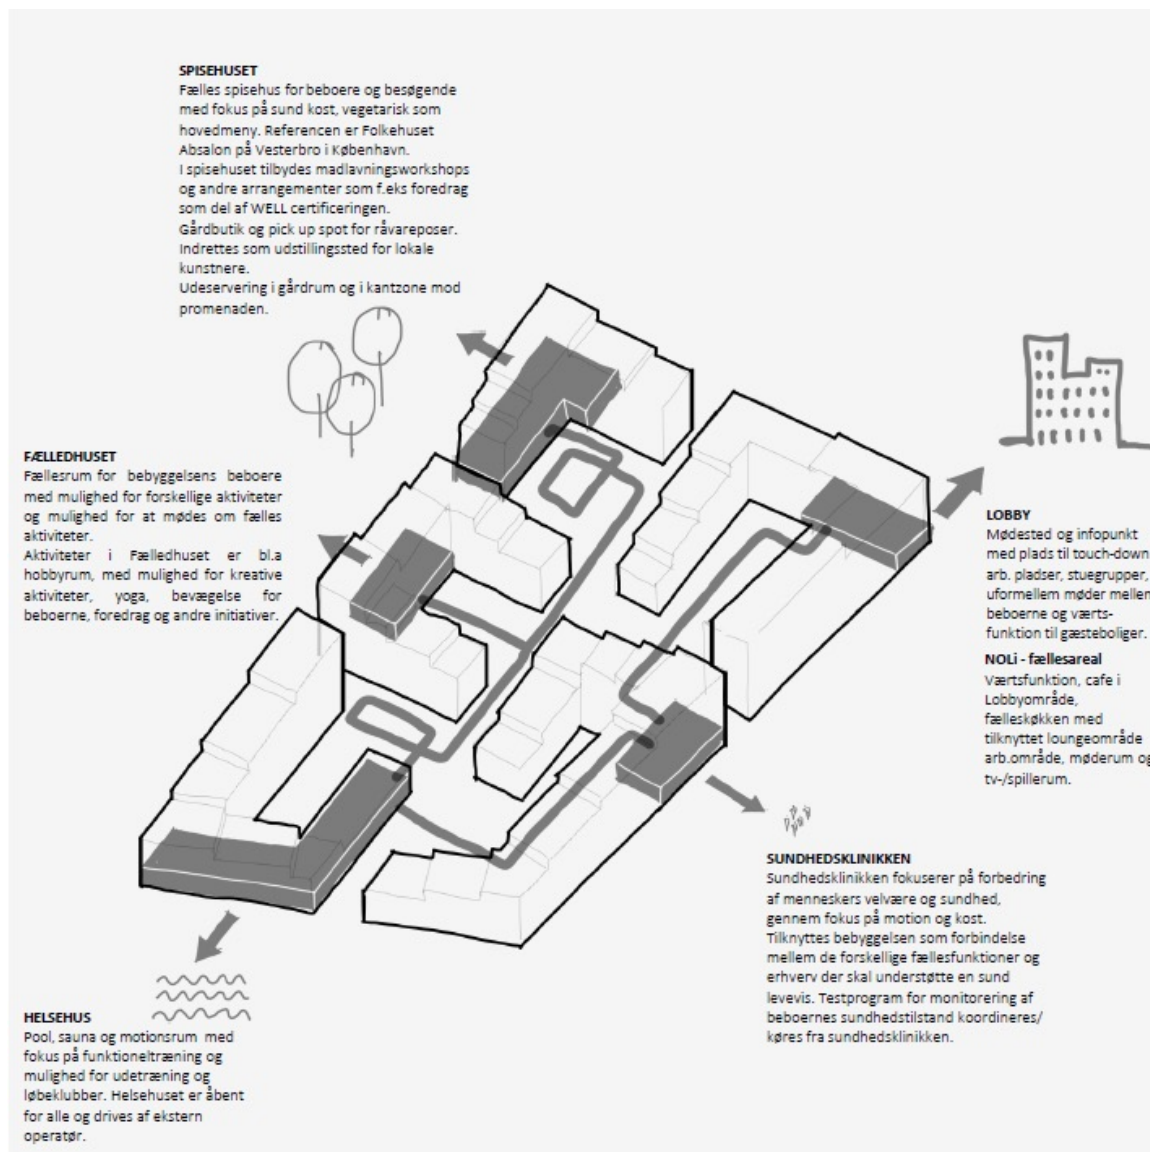 SPISEHUSET
Fælles spisehus for beboere og besøgende
med fokus på sund kost, vegetarisk som
hovedmeny. Referencen er Folkehuset
Absalon på Vesterbro i København.
I spisehuset tilbydes madlavningsworkshops
og andre arrangementer som f.eks foredrag
som del af WELL certificeringen.
Gårdbutik og pick up spot for råvareposer.
Indrettes som udstillingssted for lokale
kunstnere.
Udeservering i gårdrum og i kantzone mod
promenaden.
FÆLLEDHUSET
Fællesrum for bebyggelsens beboere
med mulighed for forskellige aktiviteter
og mulighed for at mødes om fælles
aktiviteter.
Aktiviteter i Fælledhuset er bl.a
hobbyrum, med mulighed for kreative
aktiviteter, yoga, bevægelse for
beboerne, foredrag og andre initiativer.
LOBBY
Mødested og infopunkt
med plads til touch-down
arb. pladser, stuegrupper,
uformellem møder mellem
beboerne og værts-
funktion til gæsteboliger.
NOLi - fællesareal
Værtsfunktion, cafe i
Lobbyområde,
fælleskøkken med
tilknyttet loungeområde
arb.område, møderum og
tv-/spillerum.
SUNDHEDSKLINIKKEN
Sundhedsklinikken fokuserer på forbedring
af menneskers velvære og sundhed,
gennem fokus på motion og kost.
Tilknyttes bebyggelsen som forbindelse
mellem de forskellige fællesfunktioner og
erhverv der skal understøtte en sund
levevis. Testprogram for monitorering af
beboernes sundhedstilstand koordineres/
køres fra sundhedsklinikken.
HELSEHUS
Pool, sauna og motionsrum med
fokus på funktioneltræning og
mulighed for udetræning og
løbeklubber. Helsehuset er åbent
for alle og drives af ekstern
operatør.